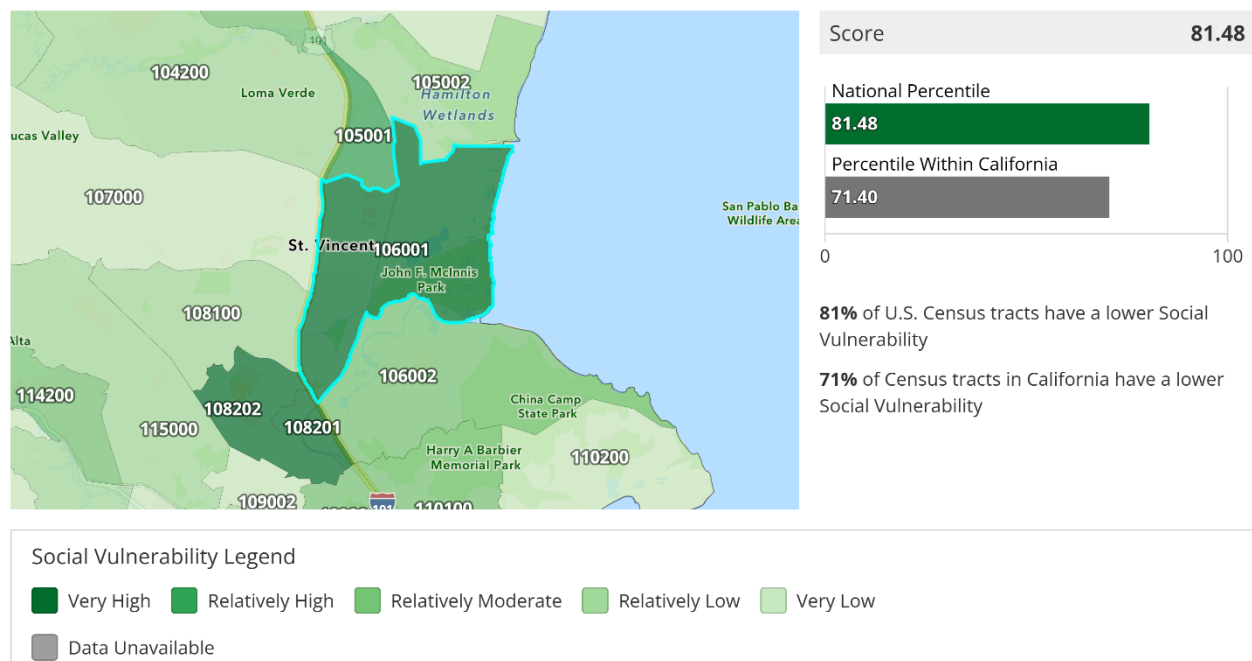 101
104200
105002
Loma Verde
Hamilton
Wetlands
ucas Valley
105001
107000
San Pablo Ba
Wildlife Area
St. Vincent
106001
John F. McInnis
Park
108100
Alta
106002
114200
China Camp
State Park
108202
108201
115000
Harry A Barbier
Memorial Park
110200
109002
101
110100
Score 81.48
National Percentile
81.48
Percentile Within California
71.40
0 100
81% of U.S. Census tracts have a lower Social
Vulnerability
71% of Census tracts in California have a lower
Social Vulnerability
Social Vulnerability Legend
Very High Relatively High Relatively Moderate Relatively Low Very Low
Data Unavailable